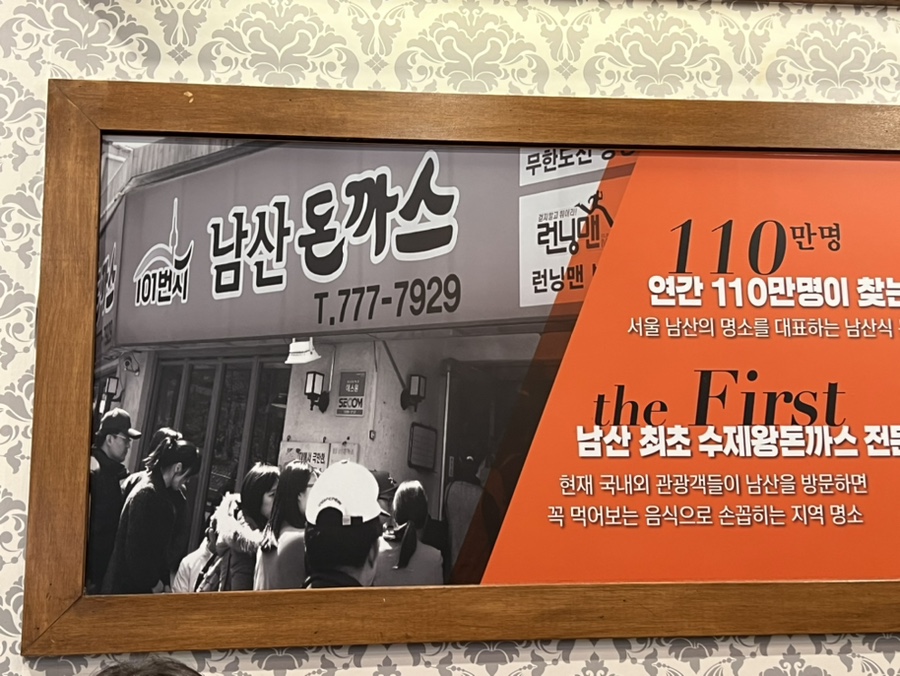 101번지
남산 돈까스
T.777-7929
무한도전
런닝맨
런닝맨
SECOM
110만명
연간 110만명이 찾는
서울 남산의 명소를 대표하는 남산식
the First
남산 최초 수제왕돈까스 전문
현재 국내외 관광객들이 남산을 방문하면
꼭 먹어보는 음식으로 손꼽히는 지역 명소